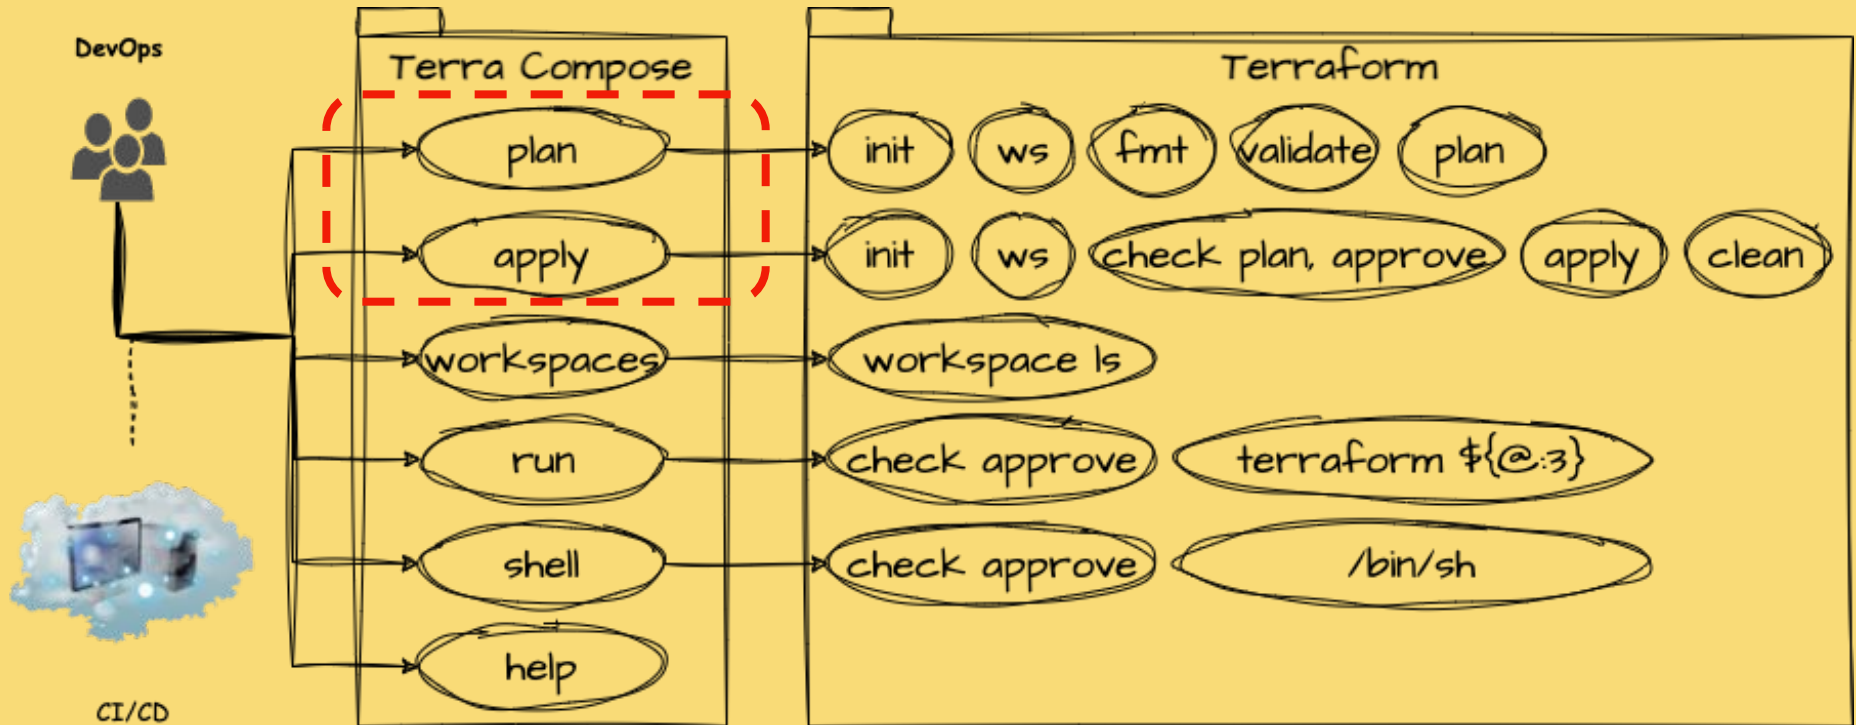 DevOps
Terra Compose
Terraform
plan
init
ws
fmt
validate
plan
apply
init
ws
check plan, approve
apply
clean
workspaces
workspace ls
run
check approve
terraform ${@:3}
shell
check approve
/bin/sh
help
CI/CD